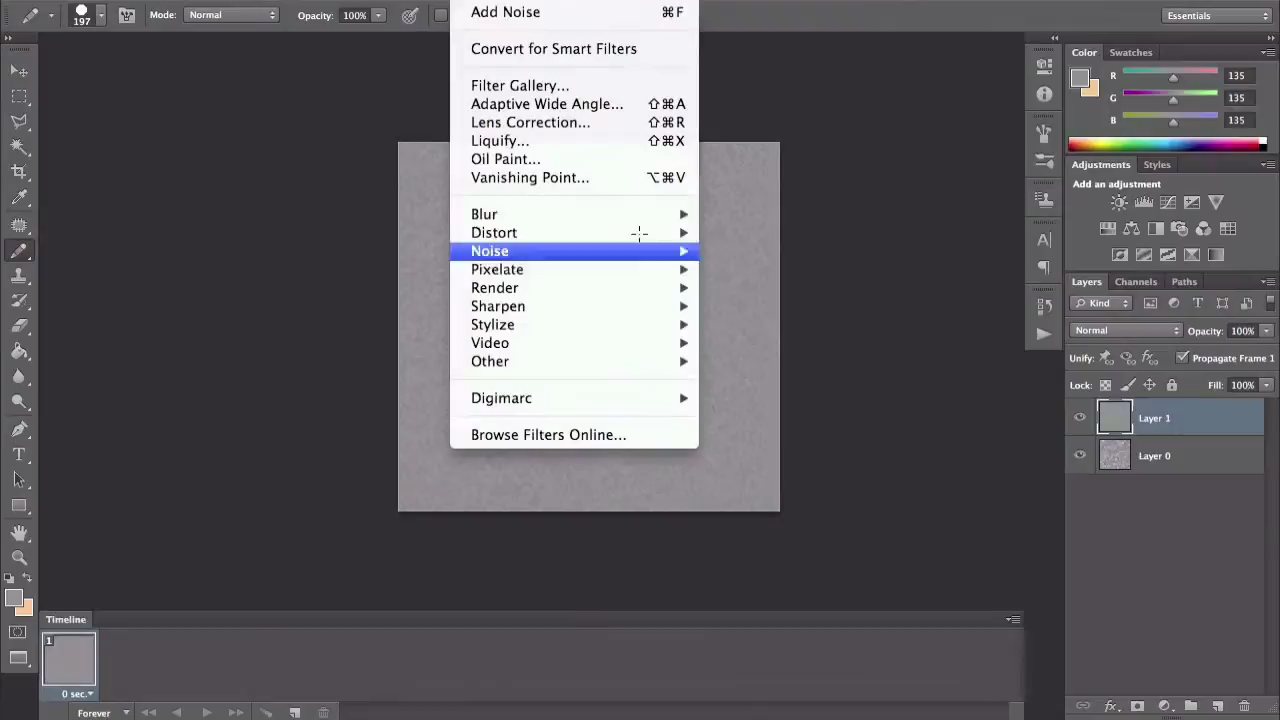 197
Mode: Normal
Opacity: 100%
Essentials
Add Noise ⌘F
Convert for Smart Filters
Filter Gallery...
Adaptive Wide Angle... ⇧⌘A
Lens Correction... ⇧⌘R
Liquify... ⇧⌘X
Oil Paint...
Vanishing Point... ⌥⌘V
Blur
Distort
Noise
Pixelate
Render
Sharpen
Stylize
Video
Other
Digimarc
Browse Filters Online...
Color Swatches
R 135
G 135
B 135
Adjustments Styles
Add an adjustment
Layers Channels Paths
Kind
Normal Opacity: 100%
Unify: Propagate Frame 1
Lock: Fill: 100%
Layer 1
Layer 0
Timeline
1
0 sec.
Forever